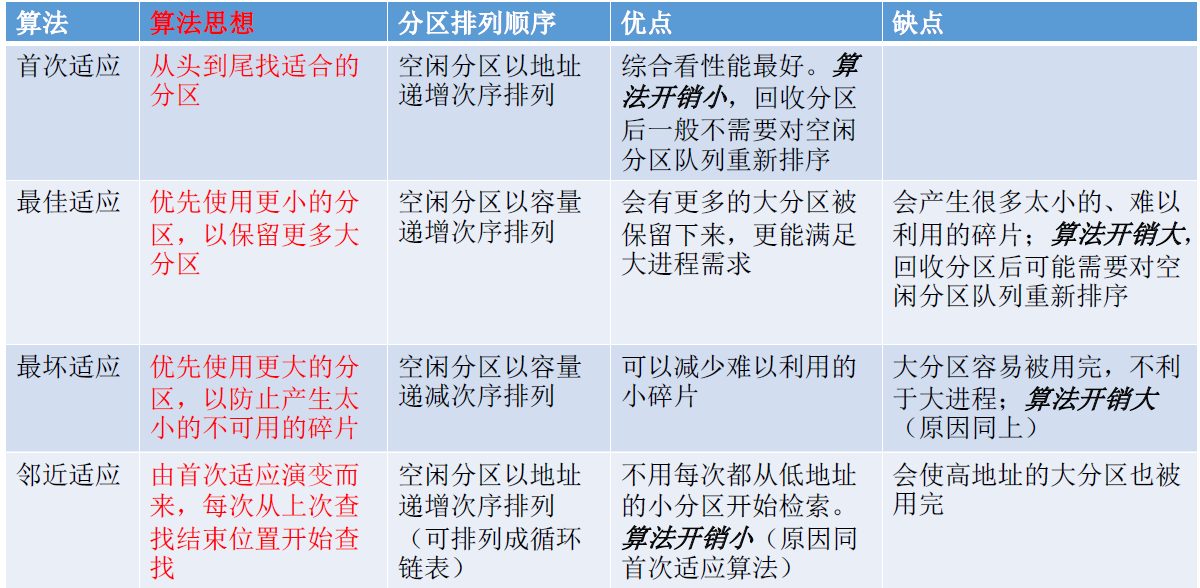 算法 算法思想 分区排列顺序 优点 缺点
首次适应
从头到尾找适合的
分区
空闲分区以地址
递增次序排列
综合看性能最好。算
法开销小，回收分区
后一般不需要对空闲
分区队列重新排序
最佳适应
优先使用更小的分
区，以保留更多大
分区
空闲分区以容量
递增次序排列
会有更多的大分区被
保留下来，更能满足
大进程需求
会产生很多太小的、难以
利用的碎片；算法开销大，
回收分区后可能需要对空
闲分区队列重新排序
最坏适应
优先使用更大的分
区，以防止产生太
小的不可用的碎片
空闲分区以容量
递减次序排列
可以减少难以利用的
小碎片
大分区容易被用完，不利
于大进程；算法开销大
（原因同上）
邻近适应
由首次适应演变而
来，每次从上次查
找结束位置开始查
找
空闲分区以地址
递增次序排列
（可排列成循环
链表）
不用每次都从低地址
的小分区开始检索。
算法开销小（原因同
首次适应算法）
会使高地址的大分区也被
用完